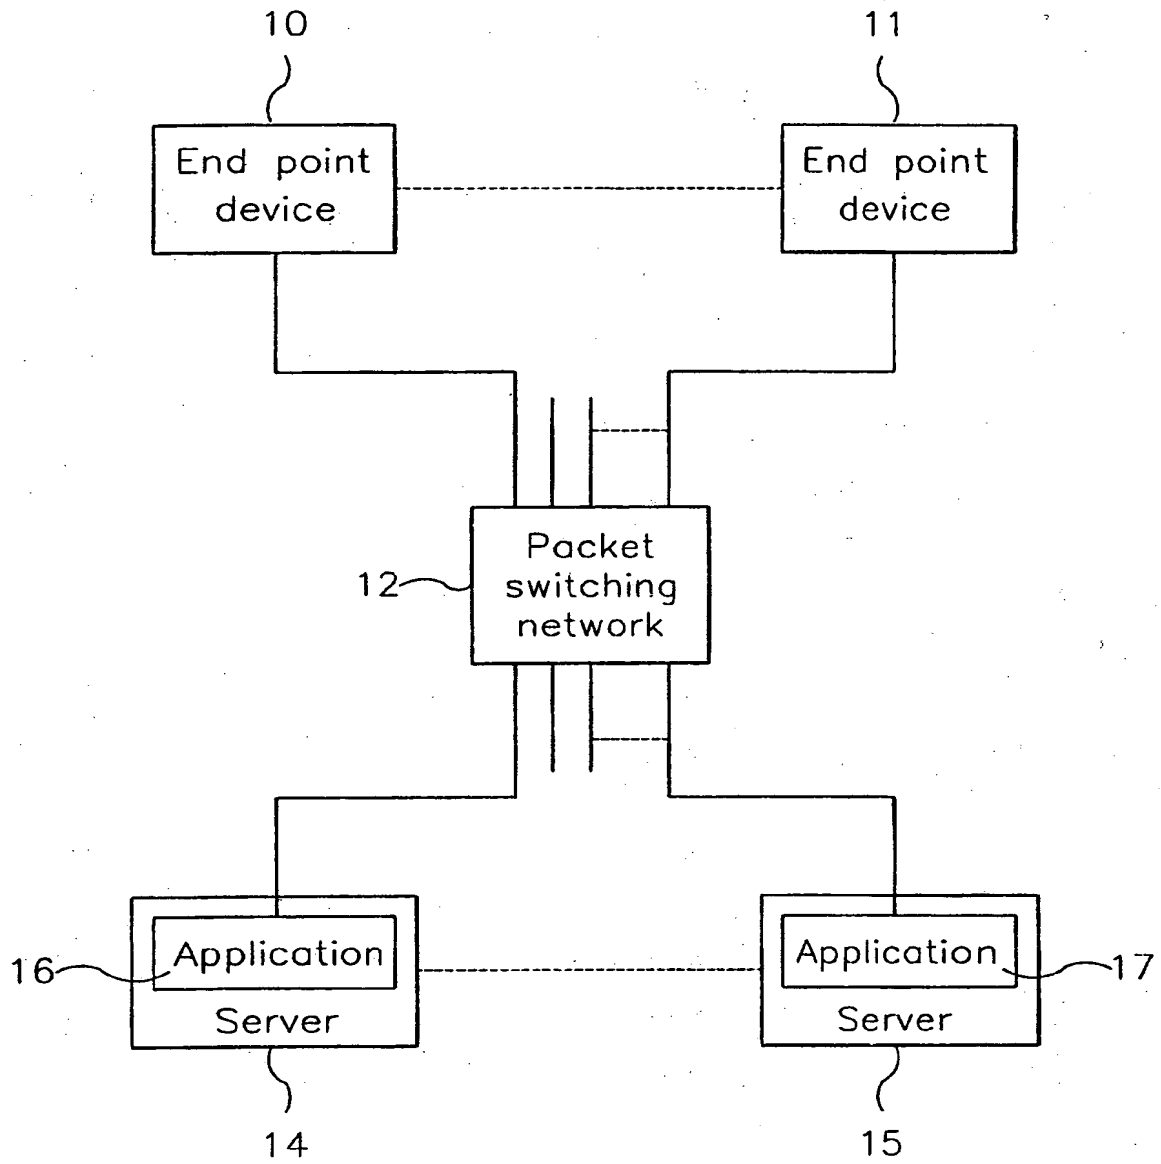 10
11
End point
device
End point
device
12
Packet
switching
network
16
Application
Server
Application
17
Server
14
15